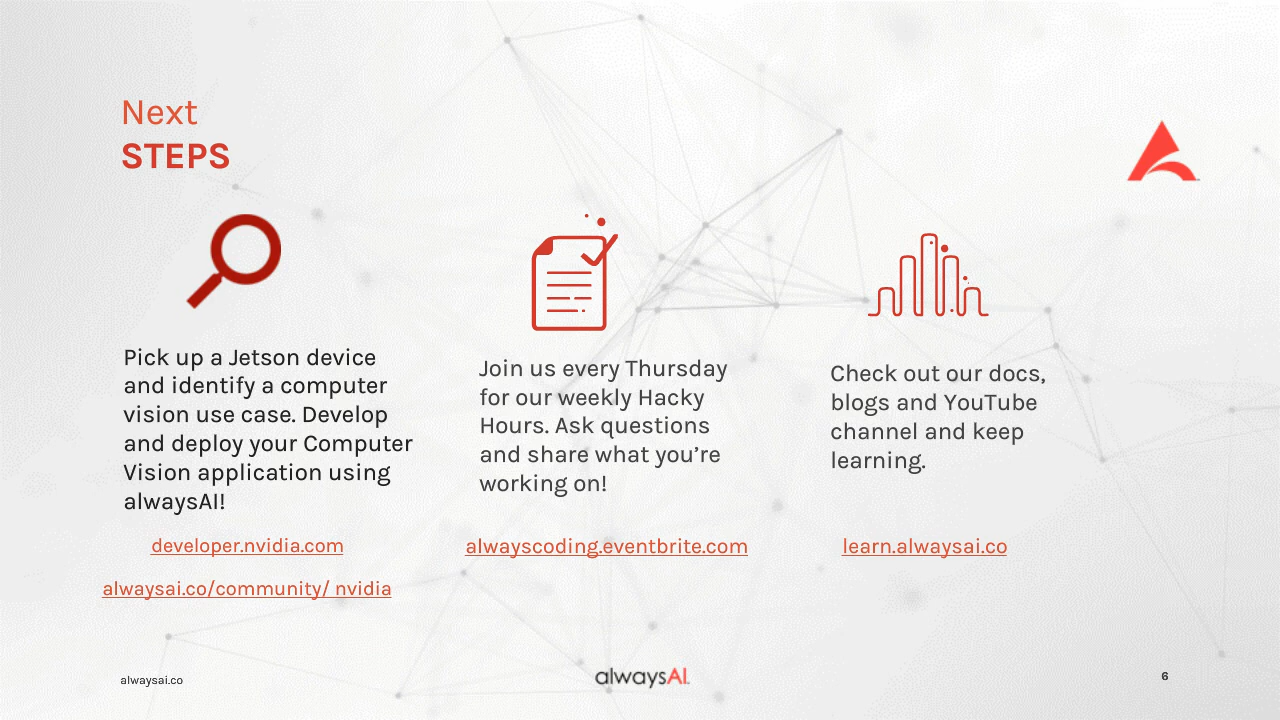 Next
STEPS
Pick up a Jetson device
and identify a computer
vision use case. Develop
and deploy your Computer
Vision application using
alwaysAI!
developer.nvidia.com
alwaysai.co/community/ nvidia
Join us every Thursday
for our weekly Hacky
Hours. Ask questions
and share what you’re
working on!
alwayscoding.eventbrite.com
Check out our docs,
blogs and YouTube
channel and keep
learning.
learn.alwaysai.co
alwaysai.co
alwaysAI.
6